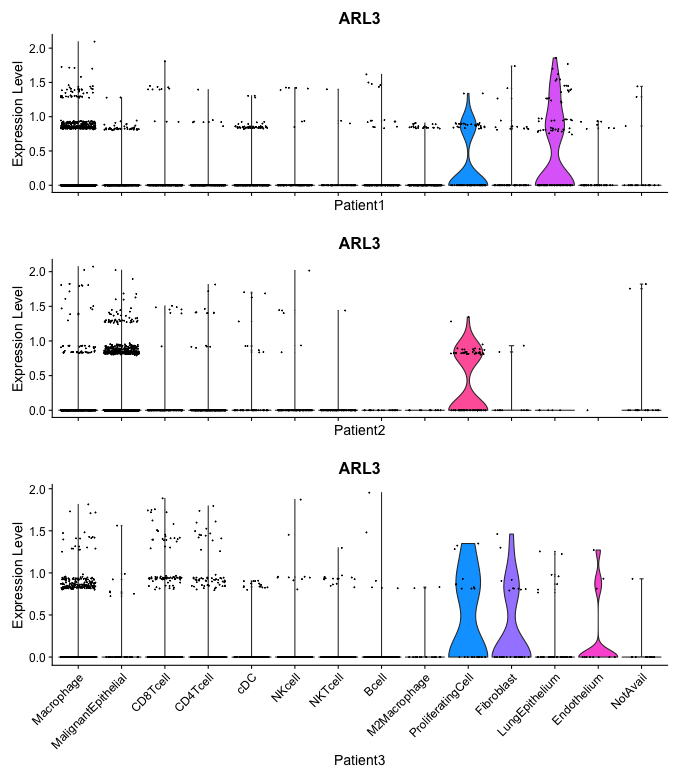 ARL3
Expression Level
2.0
1.5
1.0
0.5
0.0
Patient1
ARL3
Expression Level
2.0
1.5
1.0
0.5
0.0
Patient2
ARL3
Expression Level
2.0
1.5
1.0
0.5
0.0
Macrophage
MalignantEpithelial
CD8Tcell
CD4Tcell
cDC
NKcell
NKTcell
Bcell
M2Macrophage
ProliferatingCell
Fibroblast
LungEpithelium
Endothelium
NotAvail
Patient3